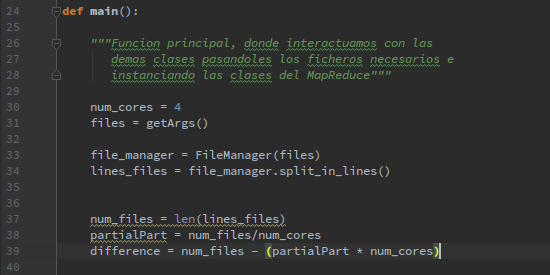 24 def main():
25
26 """Funcion principal, donde interactuamos con las
27 demas clases pasandoles los ficheros necesarios e
28 instanciando las clases del MapReduce"""
29
30 num_cores = 4
31 files = getArgs()
32
33 file_manager = FileManager(files)
34 lines_files = file_manager.split_in_lines()
35
36
37 num_files = len(lines_files)
38 partialPart = num_files/num_cores
39 difference = num_files - (partialPart * num_cores)
40